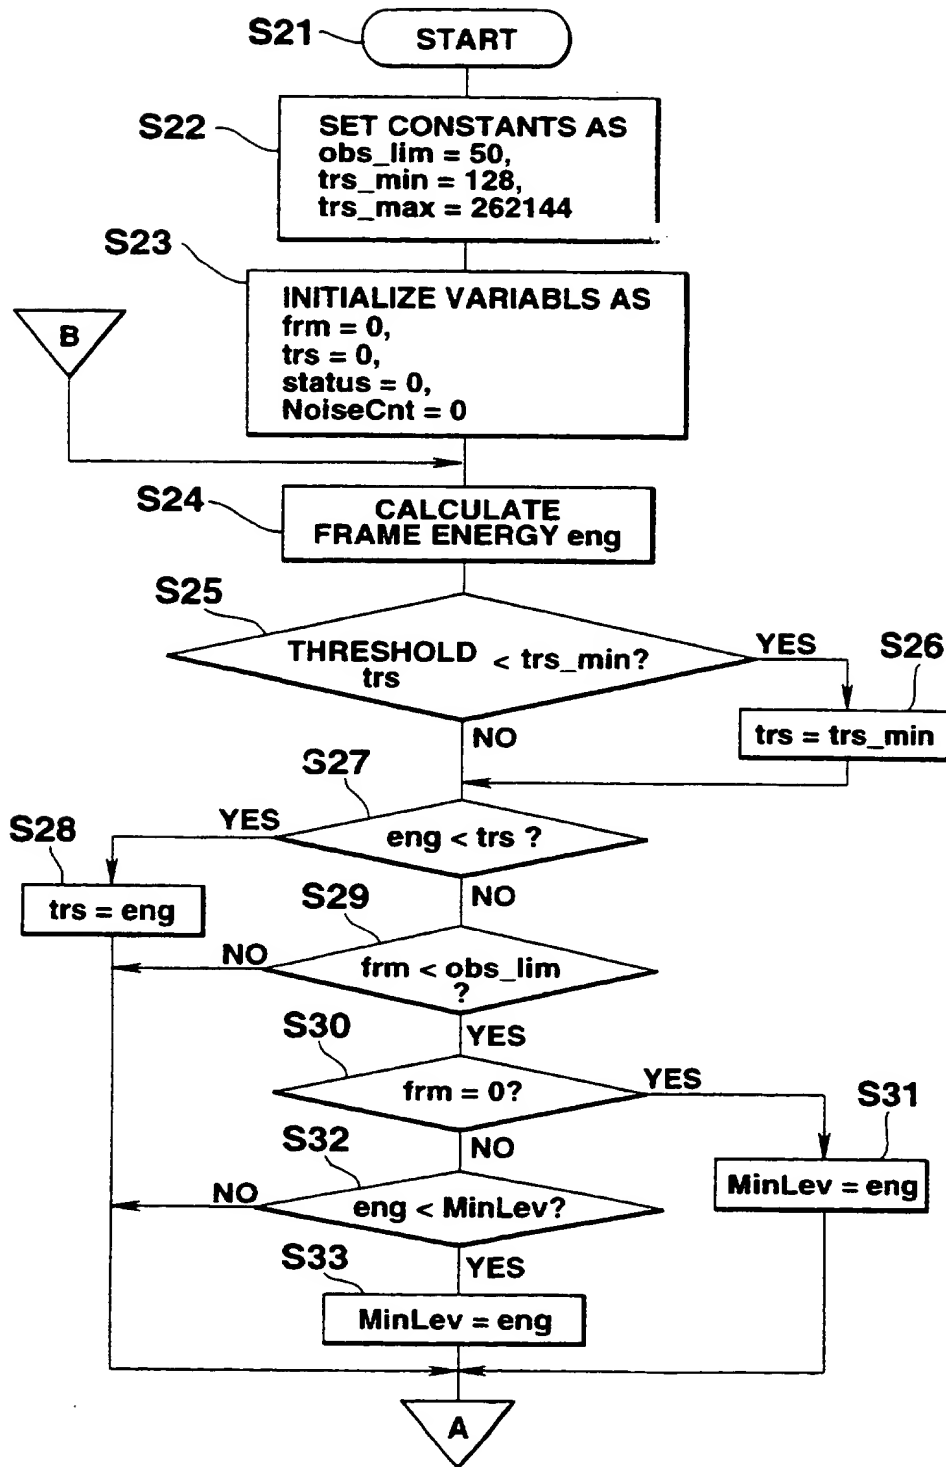 S21
START
S22
SET CONSTANTS AS
obs_lim = 50,
trs_min = 128,
trs_max = 262144
S23
INITIALIZE VARIABLS AS
frm = 0,
trs = 0,
status = 0,
NoiseCnt = 0
B
S24
CALCULATE
FRAME ENERGY eng
S25
THRESHOLD
trs
< trs_min?
YES
S26
trs = trs_min
NO
S27
eng < trs ?
YES
S28
trs = eng
NO
S29
frm < obs_lim
?
NO
YES
S30
frm = 0?
YES
S31
MinLev = eng
NO
S32
eng < MinLev?
NO
YES
S33
MinLev = eng
A